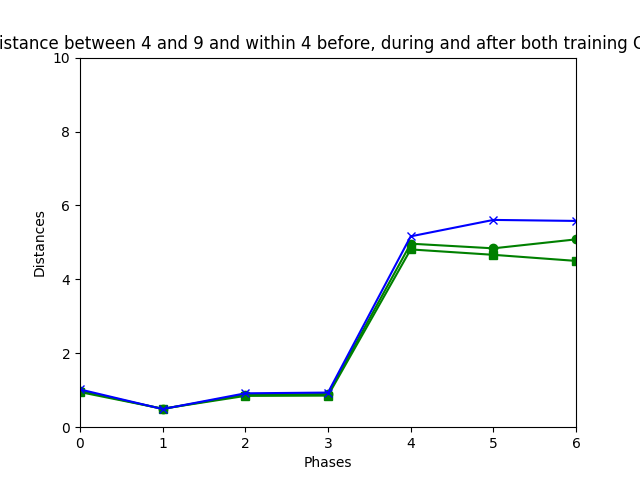 istance between 4 and 9 and within 4 before, during and after both training
10
8
6
4
2
0
Distances
0 1 2 3 4 5 6
Phases